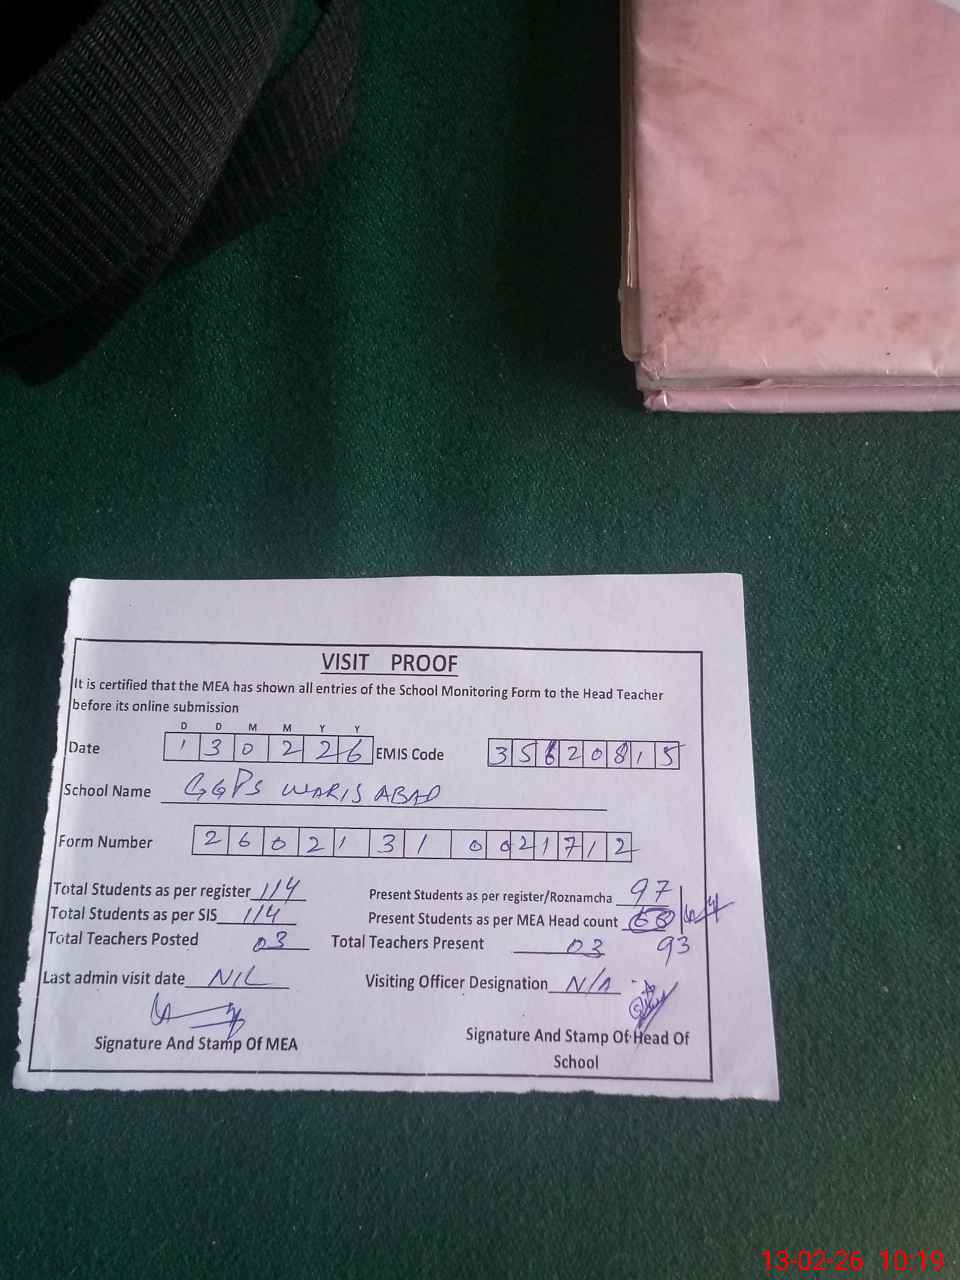 VISIT PROOF
It is certified that the MEA has shown all entries of the School Monitoring Form to the Head Teacher
before its online submission
D D M M Y Y
Date 1 3 0 2 2 6 EMIS Code 3 5 6 2 0 8 1 5
School Name GGPS WARIS ABAD
Form Number 2 6 0 2 1 3 1 0 0 2 1 7 1 2
Total Students as per register 114 Present Students as per register/Roznamcha 97
Total Students as per SIS 114 Present Students as per MEA Head count
Total Teachers Posted 03 Total Teachers Present 03 93
Last admin visit date NIL Visiting Officer Designation N/A
Signature And Stamp Of MEA Signature And Stamp Of Head Of
School
13-02-26 10:19